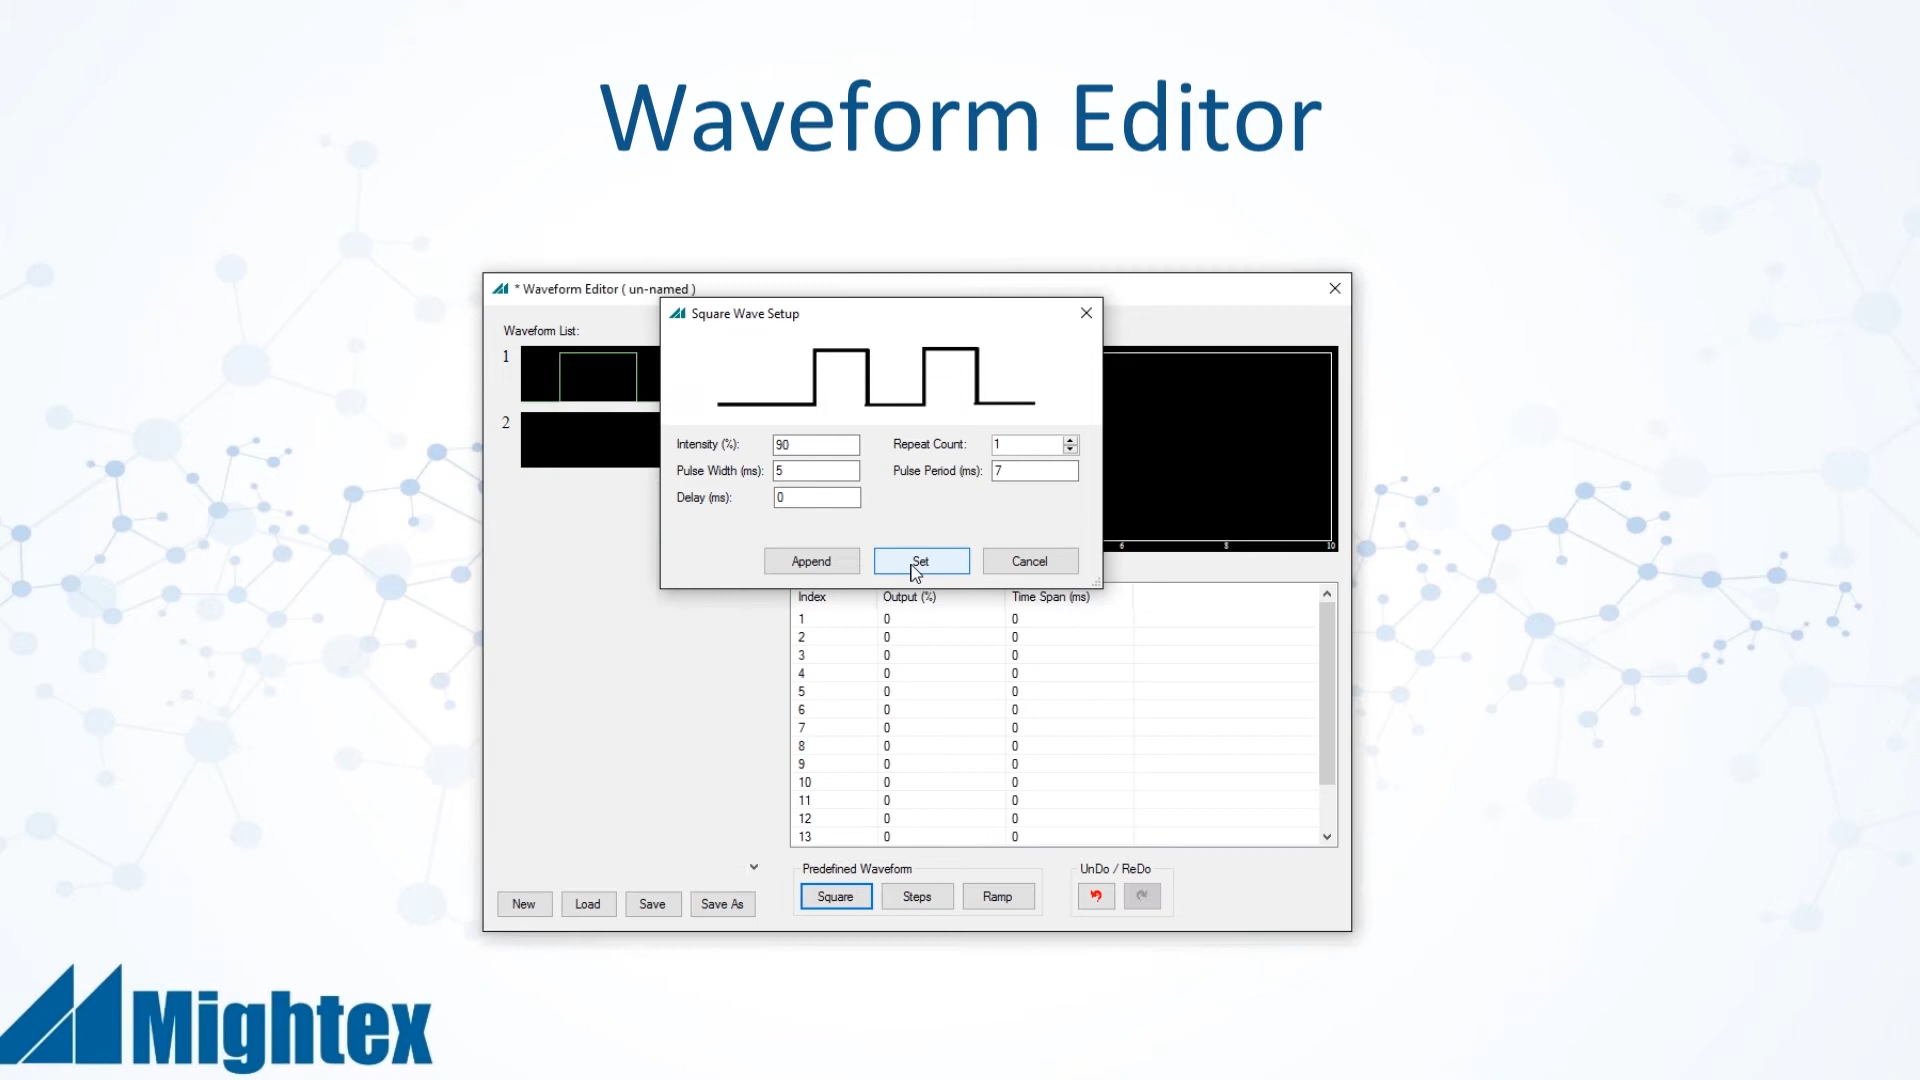 Waveform Editor
* Waveform Editor ( un-named )
Square Wave Setup
Waveform List:
1
2
Intensity (%): 90 Repeat Count: 1
Pulse Width (ms): 5 Pulse Period (ms): 7
Delay (ms): 0
Append Set Cancel
6 8 10
Index Output (%) Time Span (ms)
1 0 0
2 0 0
3 0 0
4 0 0
5 0 0
6 0 0
7 0 0
8 0 0
9 0 0
10 0 0
11 0 0
12 0 0
13 0 0
Predefined Waveform UnDo / ReDo
New Load Save Save As Square Steps Ramp
Mightex